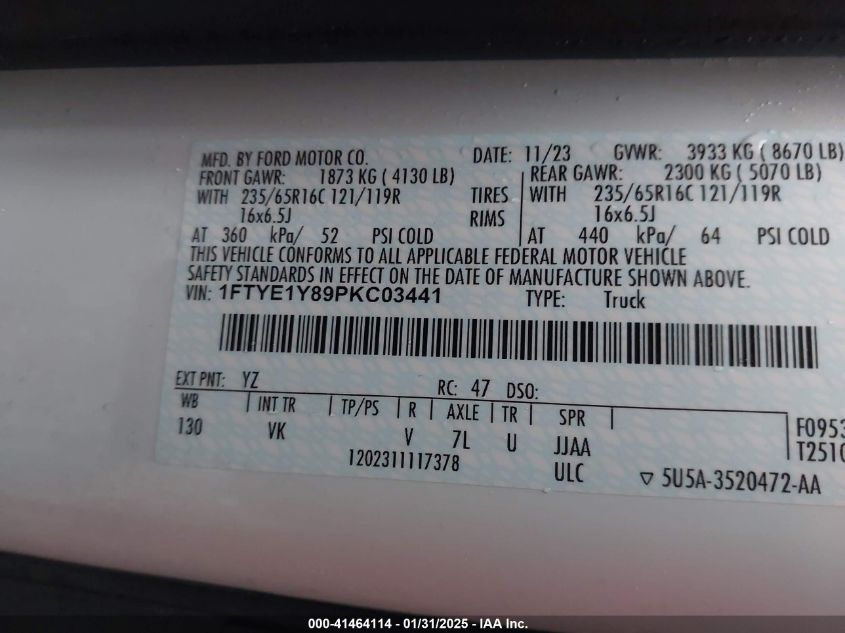 MFD. BY FORD MOTOR CO. DATE: 11/23 GVWR: 3933 KG ( 8670 LB)
FRONT GAWR: 1873 KG ( 4130 LB) REAR GAWR: 2300 KG ( 5070 LB)
WITH 235/65R16C 121/119R TIRES WITH 235/65R16C 121/119R
16x6.5J RIMS 16x6.5J
AT 360 kPa/ 52 PSI COLD AT 440 kPa/ 64 PSI COLD
THIS VEHICLE CONFORMS TO ALL APPLICABLE FEDERAL MOTOR VEHICLE
SAFETY STANDARDS IN EFFECT ON THE DATE OF MANUFACTURE SHOWN ABOVE.
VIN: 1FTYE1Y89PKC03441 TYPE: Truck
EXT PNT: YZ RC: 47 DSO:
WB INT TR TP/PS R AXLE TR SPR
130 VK V 7L U JJAA
F0953
T2510
1202311117378 ULC
▽ 5U5A-3520472-AA
000-41464114 - 01/31/2025 - IAA Inc.